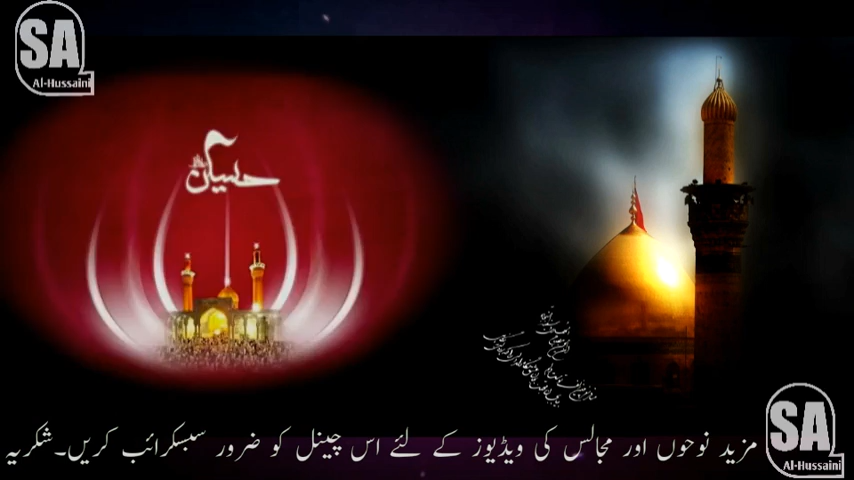 SA
Al-Hussaini
حسین
مزید نوحوں اور مجالس کی ویڈیوز کے لئے اس چینل کو ضرور سبسکرائب کریں۔شکریہ
SA
Al-Hussaini